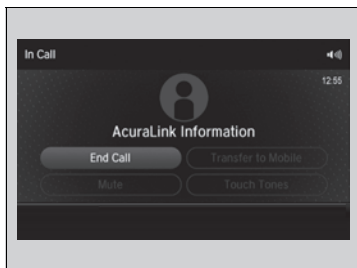 In Call
12:55
AcuraLink Information
End Call
Transfer to Mobile
Mute
Touch Tones